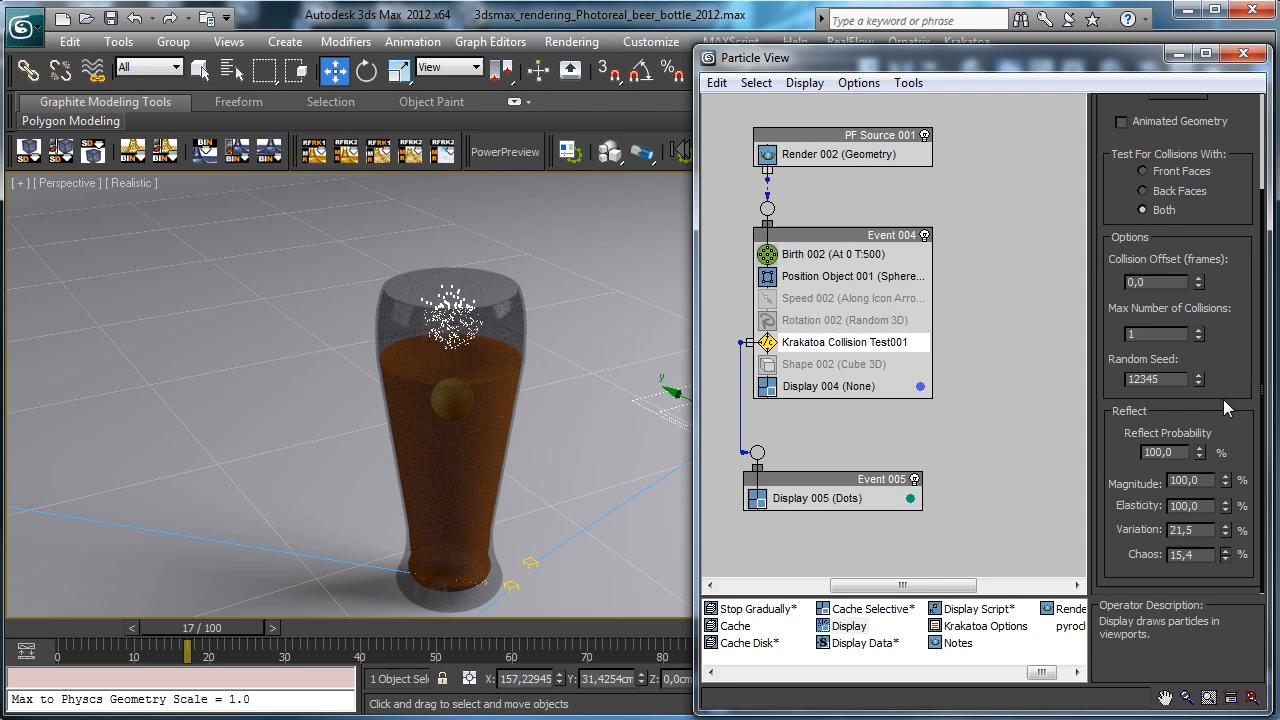 Autodesk 3ds Max 2012 x64 3dsmax_rendering_Photoreal_beer_bottle_2012.max
Type a keyword or phrase
Edit Tools Group Views Create Modifiers Animation Graph Editors Rendering Customize MAXScript Help RealFlow Ornatrix Krakatoa
All
View
Graphite Modeling Tools Freeform Selection Object Paint
Polygon Modeling
PowerPreview
[ + ] [ Perspective ] [ Realistic ]
y
17 / 100
0 10 20 30 40 50 60 70 80
1 Object Sel X: 157,22945 Y: 31,4254cm Z: 0,0cm
Max to Physcs Geometry Scale = 1.0
Click and drag to select and move objects
Particle View
Edit Select Display Options Tools
PF Source 001
Render 002 (Geometry)
Event 004
Birth 002 (At 0 T:500)
Position Object 001 (Sphere...
Speed 002 (Along Icon Arro...
Rotation 002 (Random 3D)
Krakatoa Collision Test001
Shape 002 (Cube 3D)
Display 004 (None)
Event 005
Display 005 (Dots)
Animated Geometry
Test For Collisions With:
Front Faces
Back Faces
Both
Options
Collision Offset (frames):
0,0
Max Number of Collisions:
1
Random Seed:
12345
Reflect
Reflect Probability
100,0 %
Magnitude: 100,0 %
Elasticity: 100,0 %
Variation: 21,5 %
Chaos: 15,4 %
Stop Gradually* Cache Selective* Display Script* Rende
Cache Display Krakatoa Options pyrocl
Cache Disk* Display Data* Notes
Operator Description:
Display draws particles in
viewports.